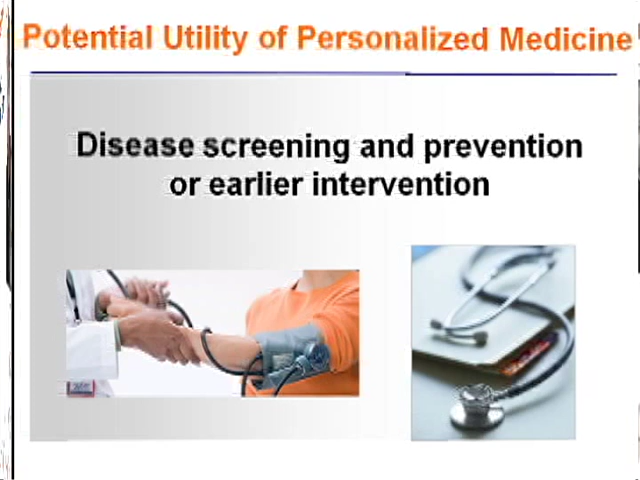 Potential Utility of Personalized Medicine
Disease screening and prevention
or earlier intervention